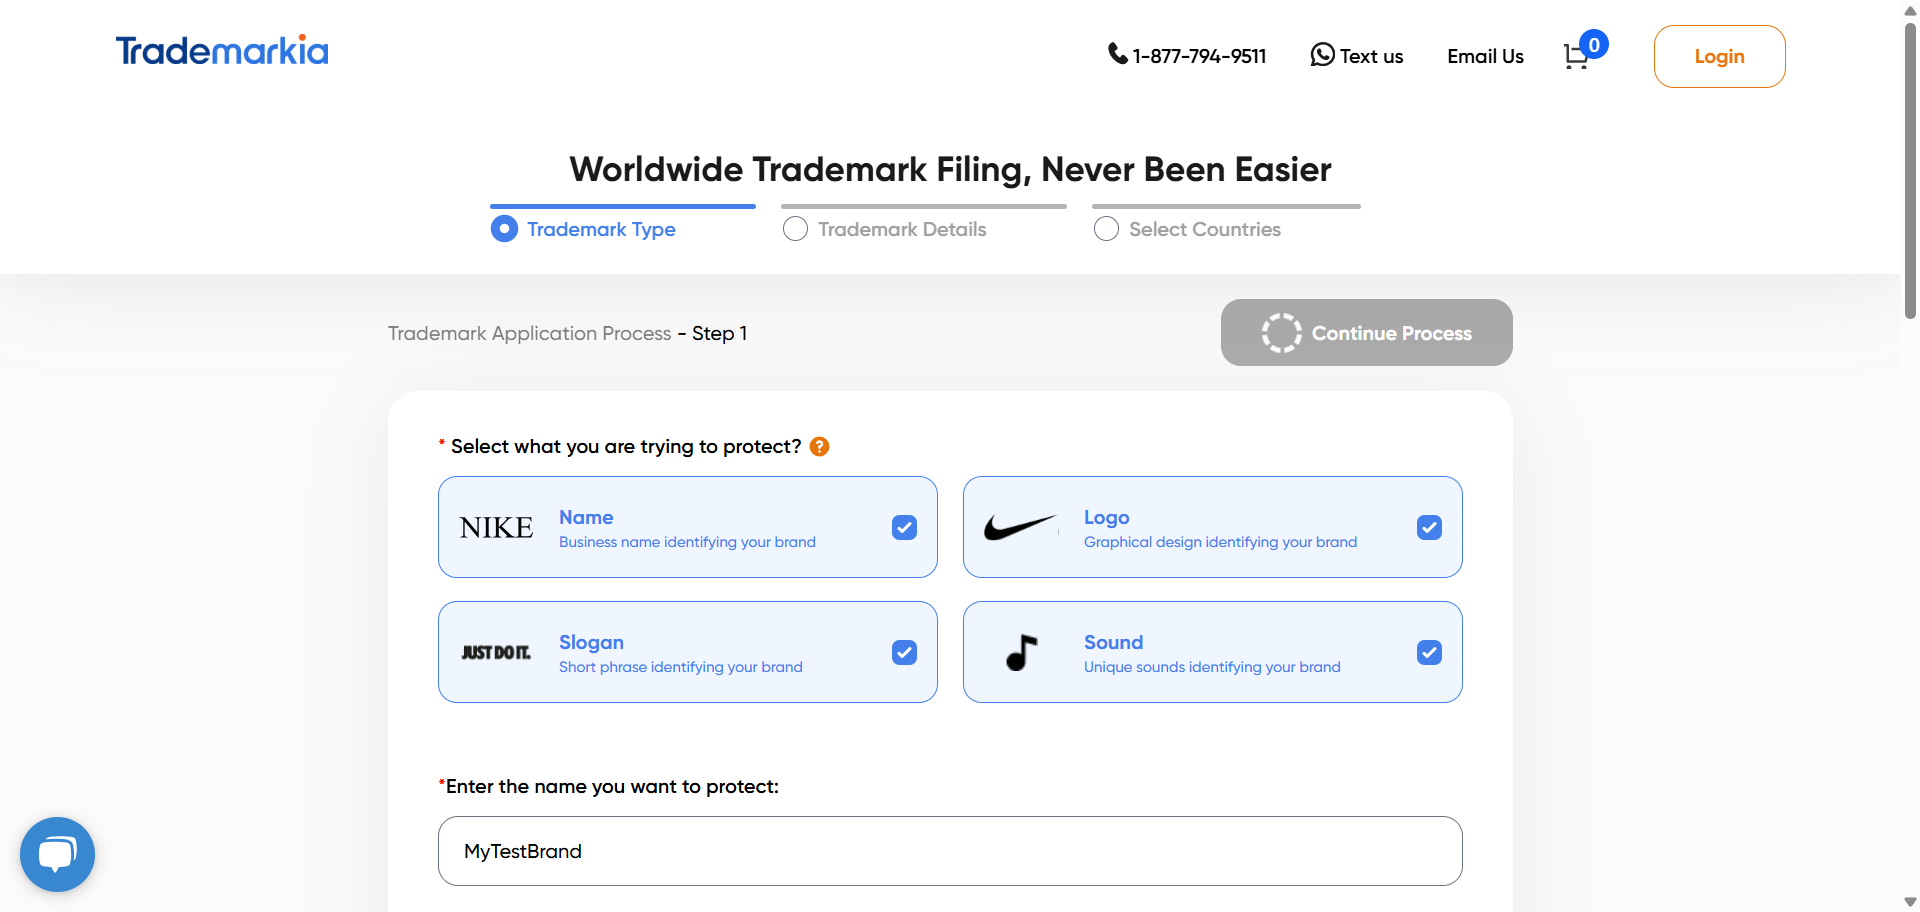 Trademarkia
1-877-794-9511
Text us
Email Us
0
Login
Worldwide Trademark Filing, Never Been Easier
Trademark Type
Trademark Details
Select Countries
Trademark Application Process - Step 1
Continue Process
* Select what you are trying to protect? ?
NIKE
Name
Business name identifying your brand
Logo
Graphical design identifying your brand
JUST DO IT.
Slogan
Short phrase identifying your brand
Sound
Unique sounds identifying your brand
*Enter the name you want to protect:
MyTestBrand